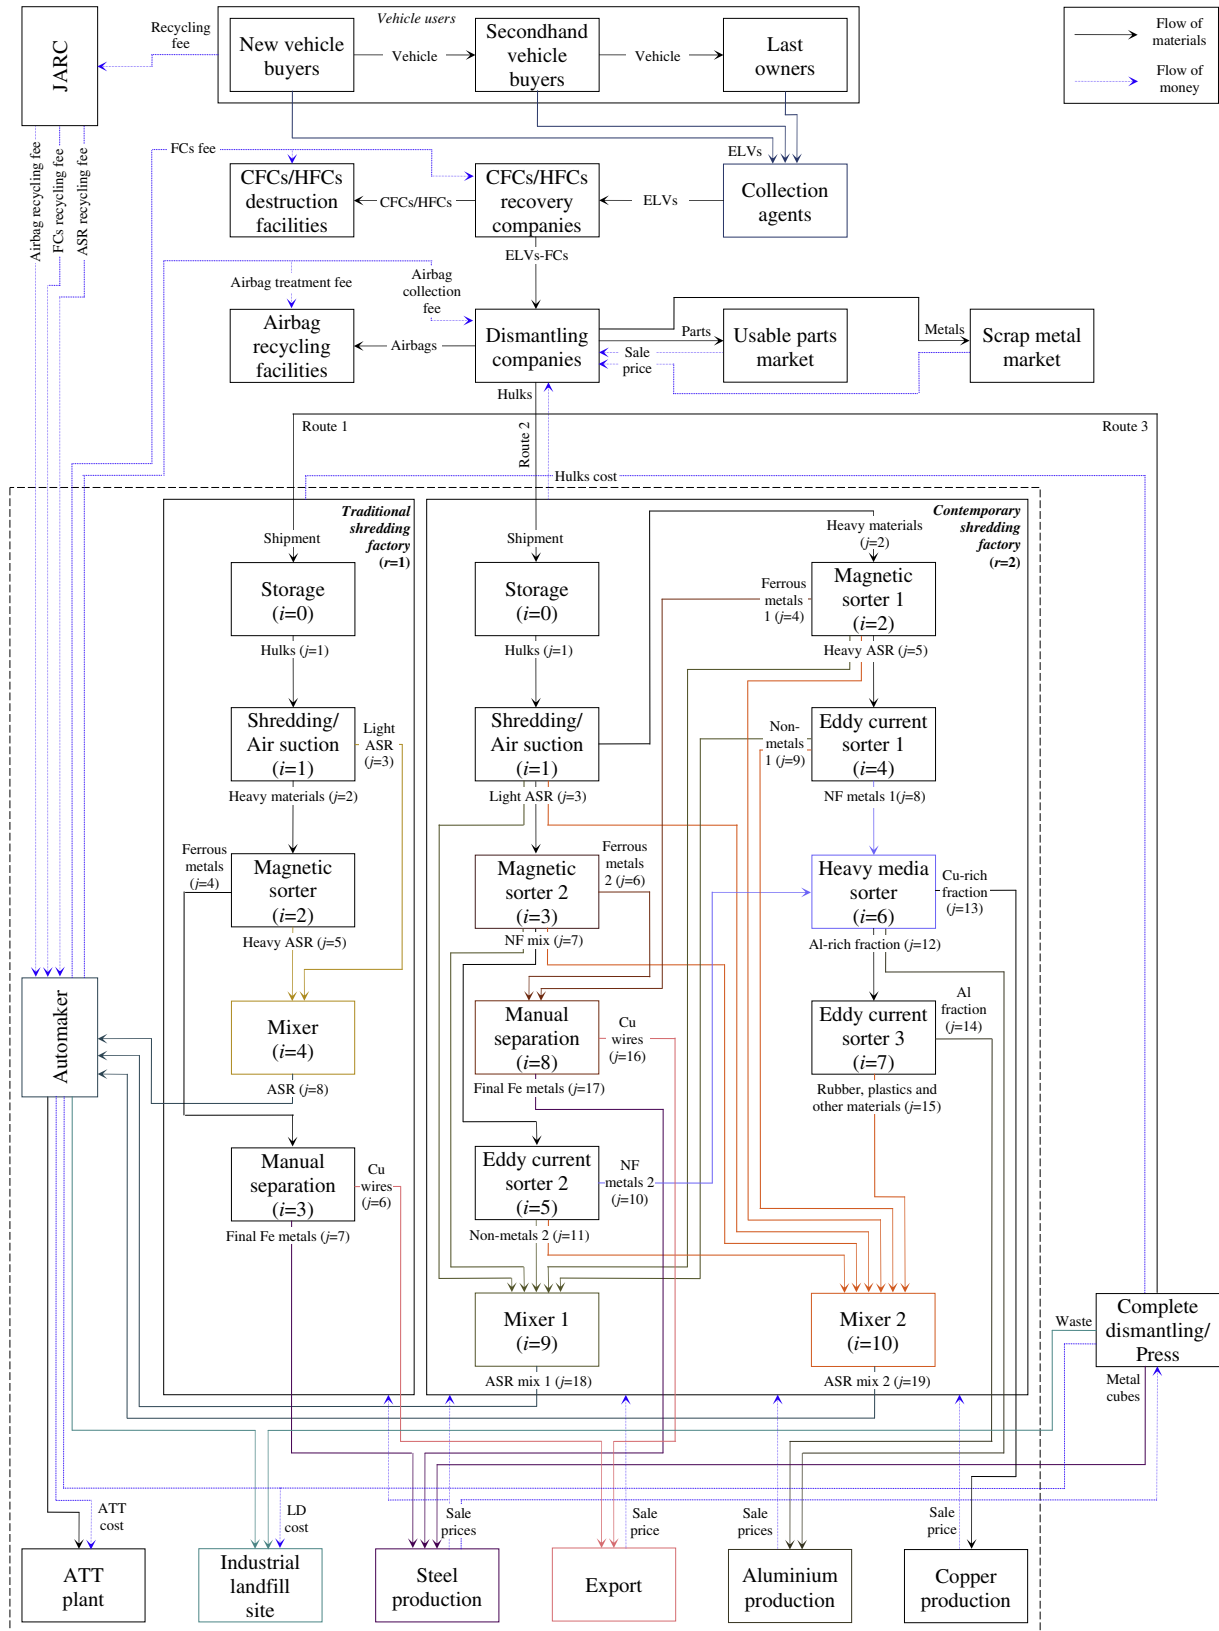 Vehicle users
Recycling
fee
JARC
New vehicle
buyers
Vehicle
Secondhand
vehicle
buyers
Vehicle
Last
owners
Flow of
materials
Flow of
money
Airbag recycling fee
FCs recycling fee
ASR recycling fee
FCs fee
ELVs
CFCs/HFCs
destruction
facilities
CFCs/HFCs
CFCs/HFCs
recovery
companies
ELVs
Collection
agents
ELVs-FCs
Airbag treatment fee
Airbag
collection
fee
Airbag
recycling
facilities
Airbags
Dismantling
companies
Parts
Sale
price
Usable parts
market
Metals
Scrap metal
market
Hulks
Route 1
Route 2
Route 3
Hulks cost
Traditional
shredding
factory
(r=1)
Contemporary
shredding
factory
(r=2)
Shipment
Storage
(i=0)
Hulks (j=1)
Shredding/
Air suction
(i=1)
Light
ASR
(j=3)
Heavy materials (j=2)
Ferrous
metals
(j=4)
Magnetic
sorter
(i=2)
Heavy ASR (j=5)
Mixer
(i=4)
ASR (j=8)
Manual
separation
(i=3)
Cu
wires
(j=6)
Final Fe metals (j=7)
Shipment
Storage
(i=0)
Hulks (j=1)
Shredding/
Air suction
(i=1)
Light ASR (j=3)
Magnetic
sorter 2
(i=3)
Ferrous
metals
2 (j=6)
NF mix (j=7)
Manual
separation
(i=8)
Cu
wires
(j=16)
Final Fe metals (j=17)
Eddy current
sorter 2
(i=5)
NF
metals 2
(j=10)
Non-metals 2 (j=11)
Mixer 1
(i=9)
ASR mix 1 (j=18)
Heavy materials
(j=2)
Ferrous
metals
1 (j=4)
Magnetic
sorter 1
(i=2)
Heavy ASR (j=5)
Non-
metals
1 (j=9)
Eddy current
sorter 1
(i=4)
NF metals 1(j=8)
Heavy media
sorter
(i=6)
Cu-rich
fraction
(j=13)
Al-rich fraction (j=12)
Eddy current
sorter 3
(i=7)
Al
fraction
(j=14)
Rubber, plastics and
other materials (j=15)
Mixer 2
(i=10)
ASR mix 2 (j=19)
Automaker
Waste
Complete
dismantling/
Press
Metal
cubes
ATT
cost
LD
cost
Sale
prices
Sale
price
Sale
prices
Sale
price
ATT
plant
Industrial
landfill
site
Steel
production
Export
Aluminium
production
Copper
production